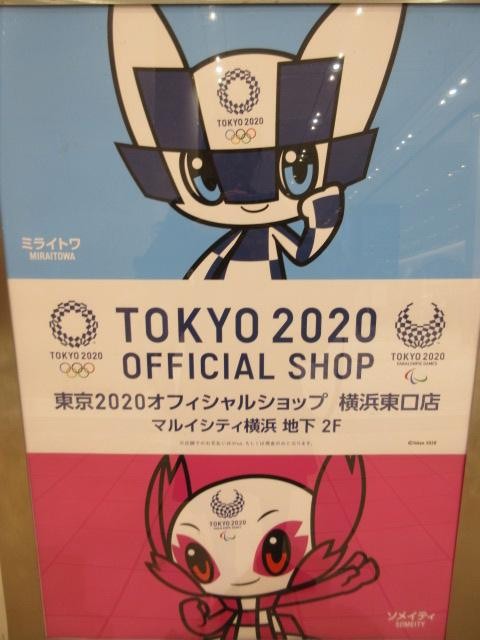 TOKYO 2020
ミライトワ
MIRAITOWA
TOKYO 2020
TOKYO 2020
OFFICIAL SHOP
TOKYO 2020
PARALYMPIC GAMES
東京2020オフィシャルショップ 横浜東口店
マルイシティ横浜 地下 2F
©Tokyo 2020
TOKYO 2020
ソメイティ
SOMEITY